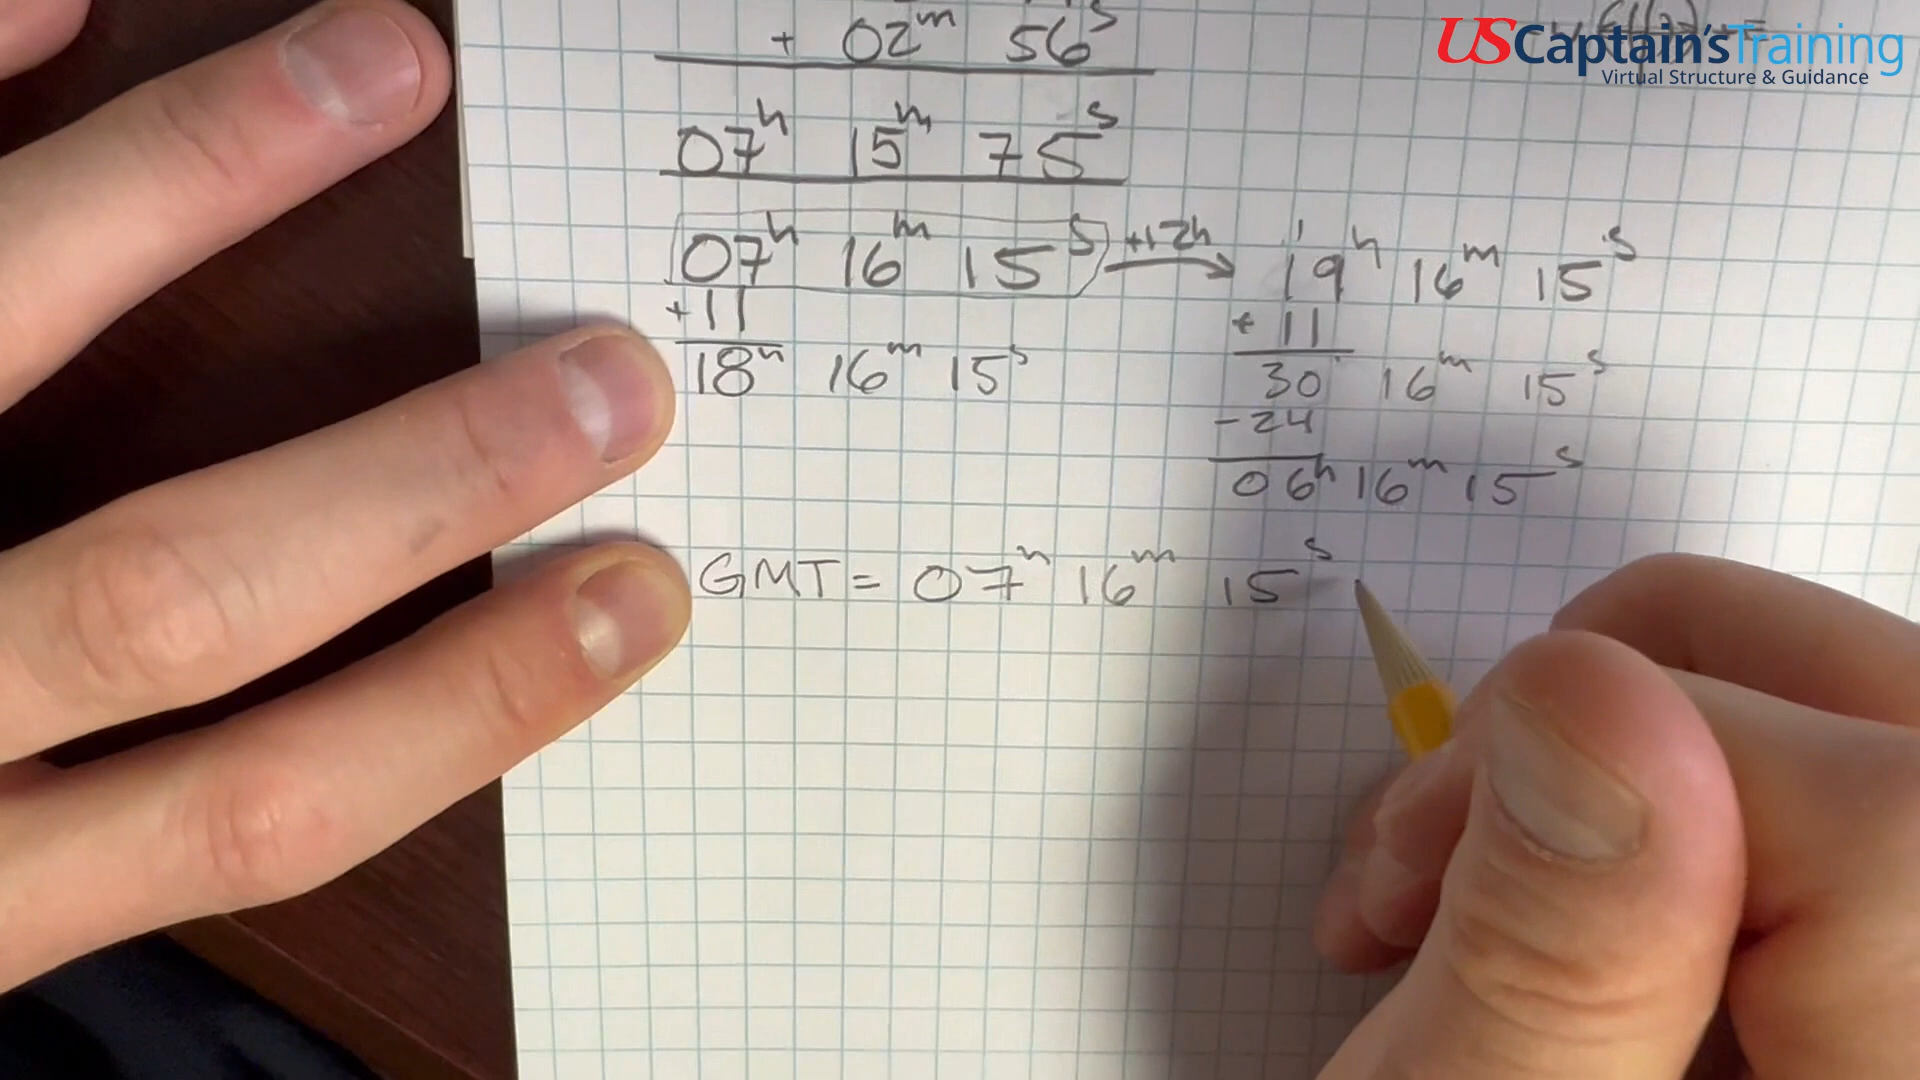 USCaptain'sTraining
Virtual Structure & Guidance
+ 02m 56s
07h 15m 75s
07h 16m 15s +12h → 19h 16m 15s
+11
18h 16m 15s
+ 11
30 16m 15s
-24
06h 16m 15s
GMT = 07h 16m 15s